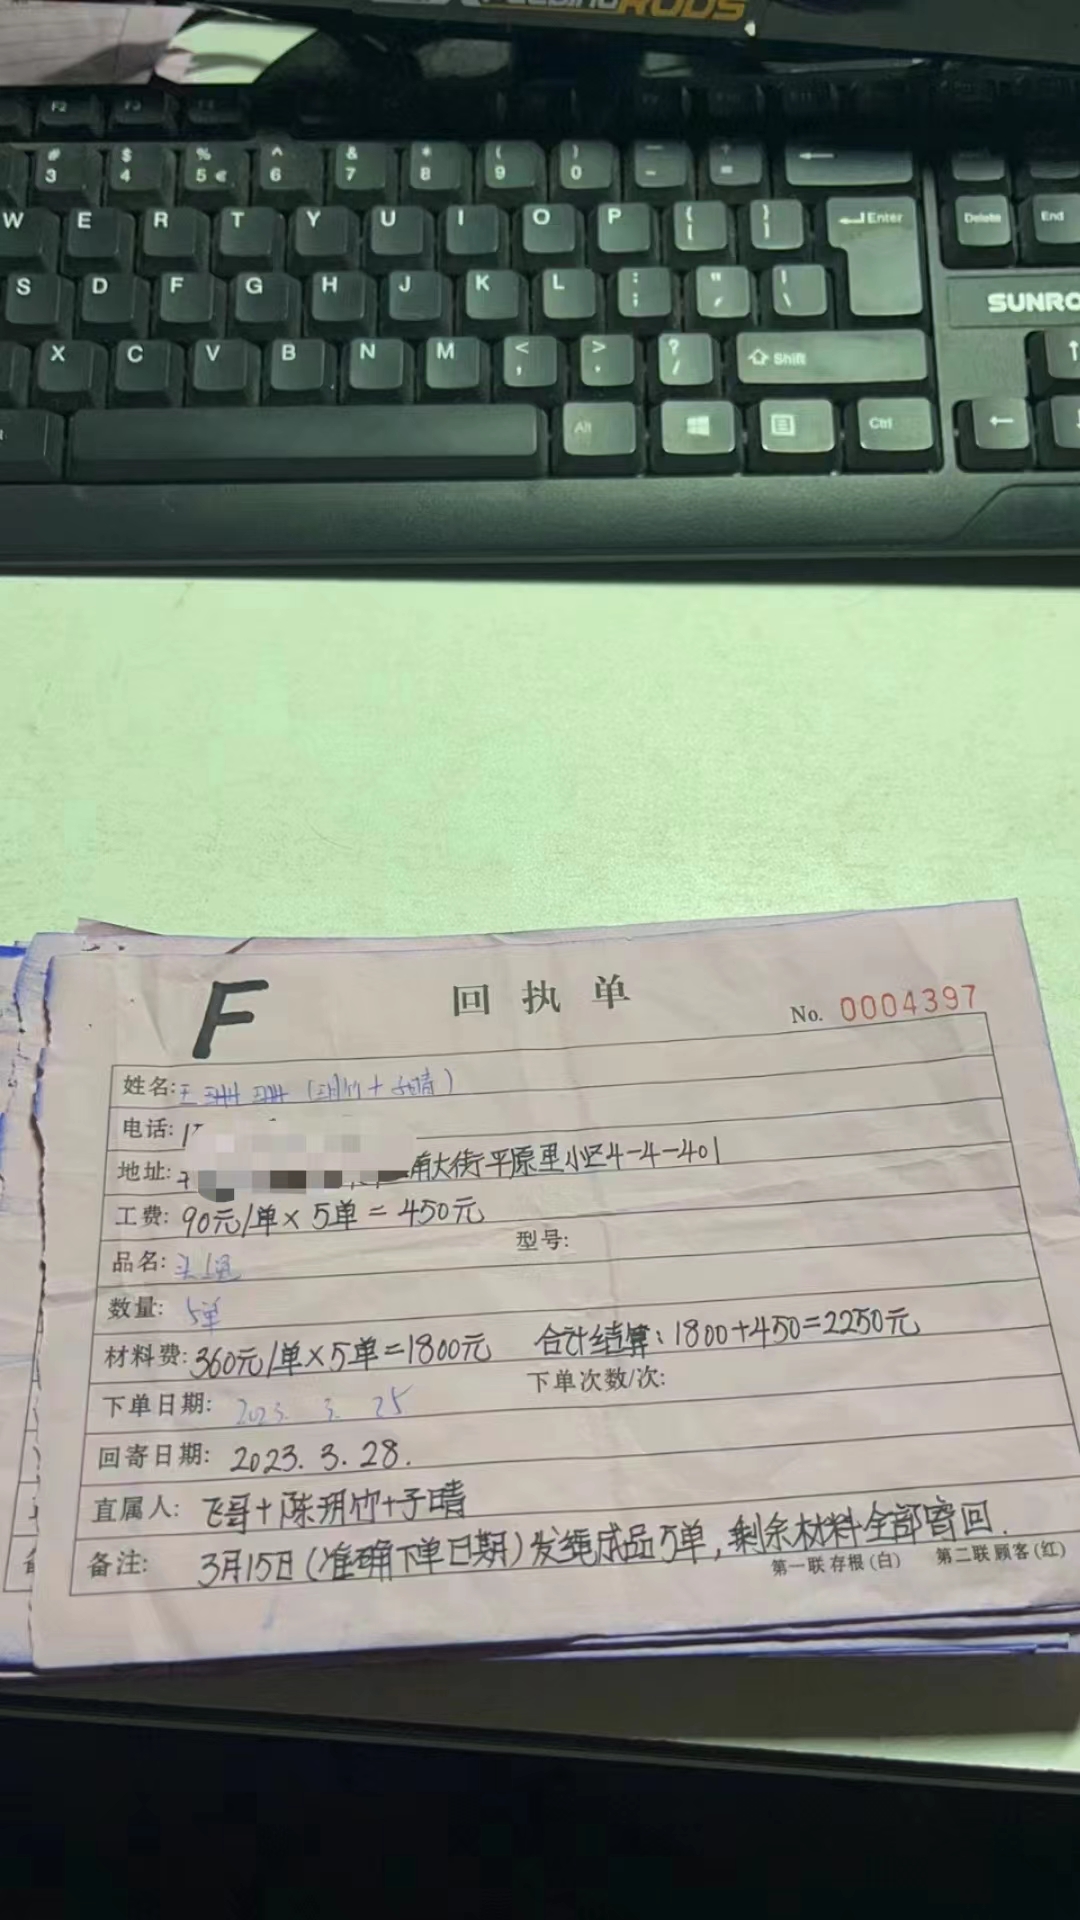 FEEDING RODS
F2 F3
# 3 $ 4 % 5 € ^ 6 & 7 * 8 ( 9 ) 0 _ - + =
W E R T Y U I O P { [ } ] Enter Delete End
S D F G H J K L : ; " ' | \
SUNRO
X C V B N M < , > . ? / Shift
Alt Ctrl
F
回执单
No. 0004397
姓名:王珊珊(玥竹+子晴)
电话:1
地址: 南大街平原里小区4-4-401
工费:90元/单×5单=450元
品名: 型号:
数量:5单
材料费:360元/单×5单=1800元 合计结算:1800+450=2250元
下单日期:2023.3.25 下单次数/次:
回寄日期:2023.3.28.
直属人:飞哥+陈玥竹+子晴
备注:3月15日(准确下单日期)发绳成品5单,剩余材料全部寄回.
第一联 存根(白) 第二联 顾客(红)